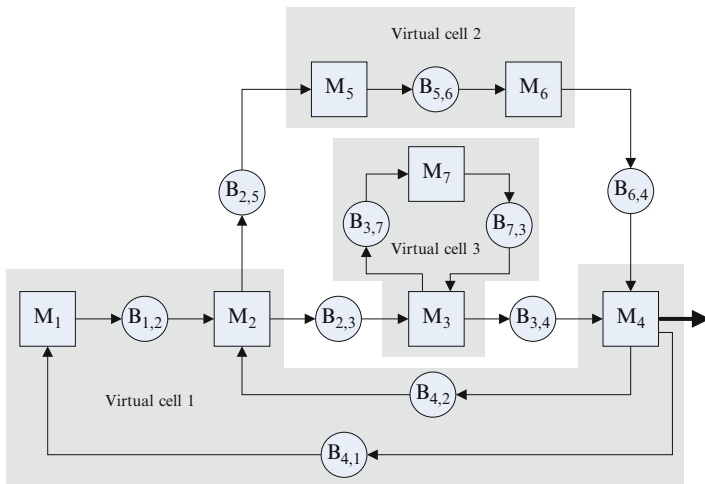 Virtual cell 2
M5 B5,6 M6
B2,5 B6,4
M7
B3,7 B7,3
Virtual cell 3
M1 B1,2 M2 B2,3 M3 B3,4 M4
B4,2
Virtual cell 1
B4,1